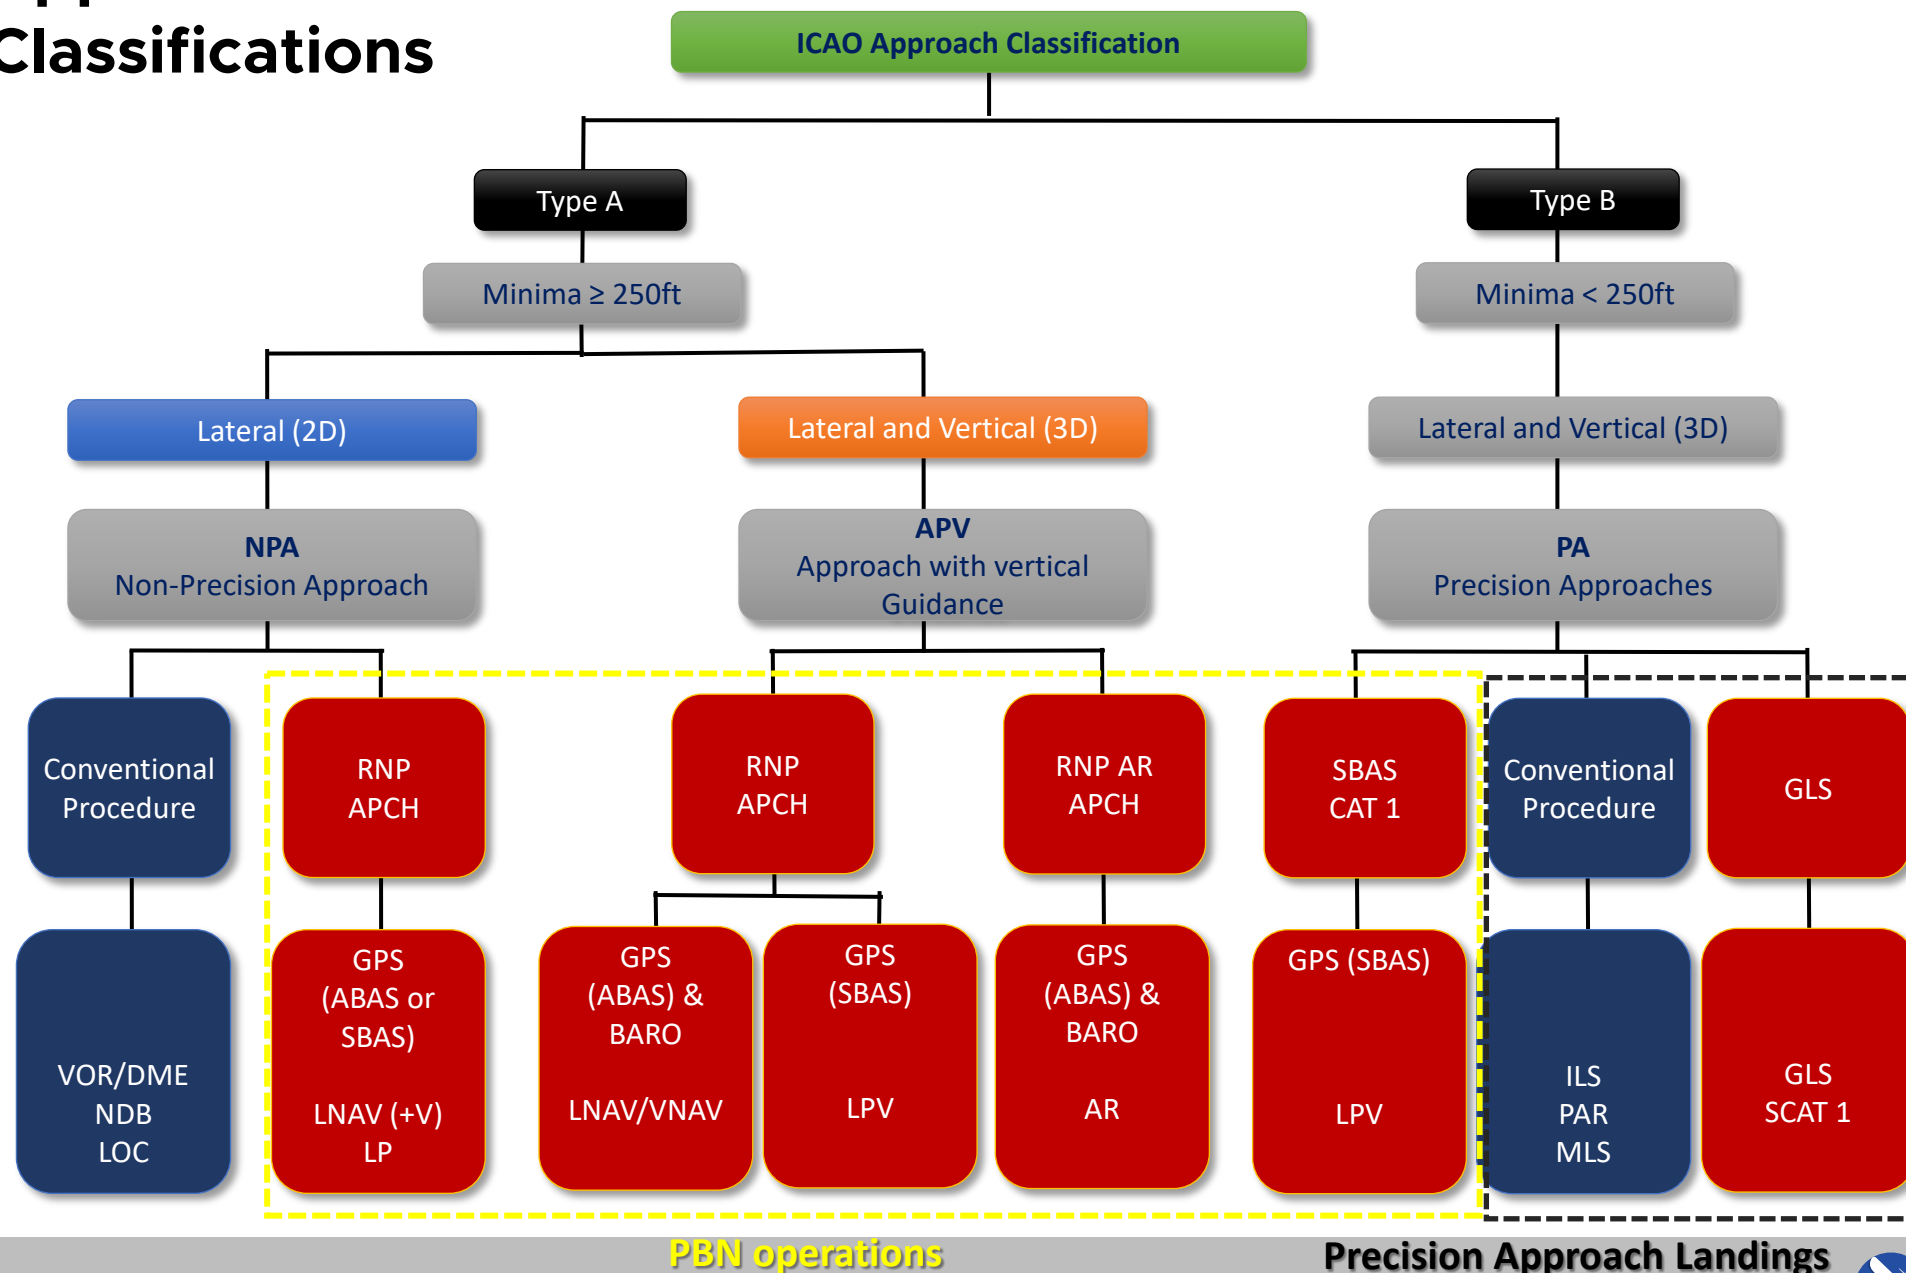 Classifications
ICAO Approach Classification
Type A
Type B
Minima ≥ 250ft
Minima < 250ft
Lateral (2D)
Lateral and Vertical (3D)
Lateral and Vertical (3D)
NPA
Non-Precision Approach
APV
Approach with vertical
Guidance
PA
Precision Approaches
Conventional
Procedure
RNP
APCH
RNP
APCH
RNP AR
APCH
SBAS
CAT 1
Conventional
Procedure
GLS
VOR/DME
NDB
LOC
GPS
(ABAS or
SBAS)
LNAV (+V)
LP
GPS
(ABAS) &
BARO
LNAV/VNAV
GPS
(SBAS)
LPV
GPS
(ABAS) &
BARO
AR
GPS (SBAS)
LPV
ILS
PAR
MLS
GLS
SCAT 1
PBN operations
Precision Approach Landings